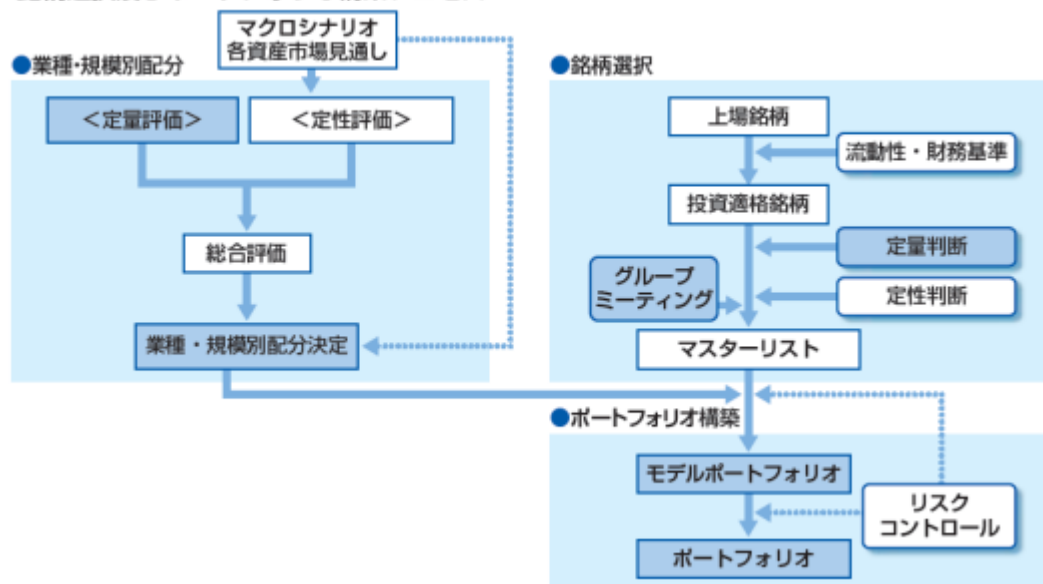 マクロシナリオ
各資産市場見通し
●業種・規模別配分
＜定量評価＞
＜定性評価＞
総合評価
業種・規模別配分決定
●銘柄選択
上場銘柄
流動性・財務基準
投資適格銘柄
定量判断
グループ
ミーティング
定性判断
マスターリスト
●ポートフォリオ構築
モデルポートフォリオ
リスク
コントロール
ポートフォリオ